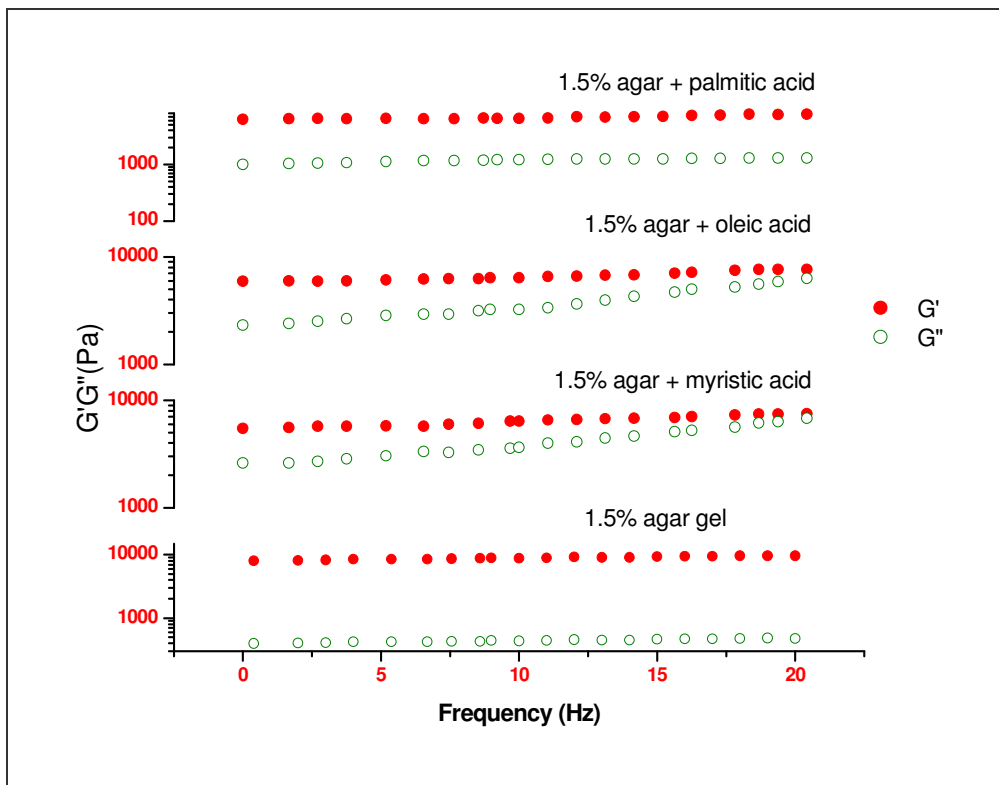 1.5% agar + palmitic acid
1000
100
1.5% agar + oleic acid
10000
1000
G'
G"
G'G"(Pa)
1.5% agar + myristic acid
10000
1000
1.5% agar gel
10000
1000
0 5 10 15 20
Frequency (Hz)